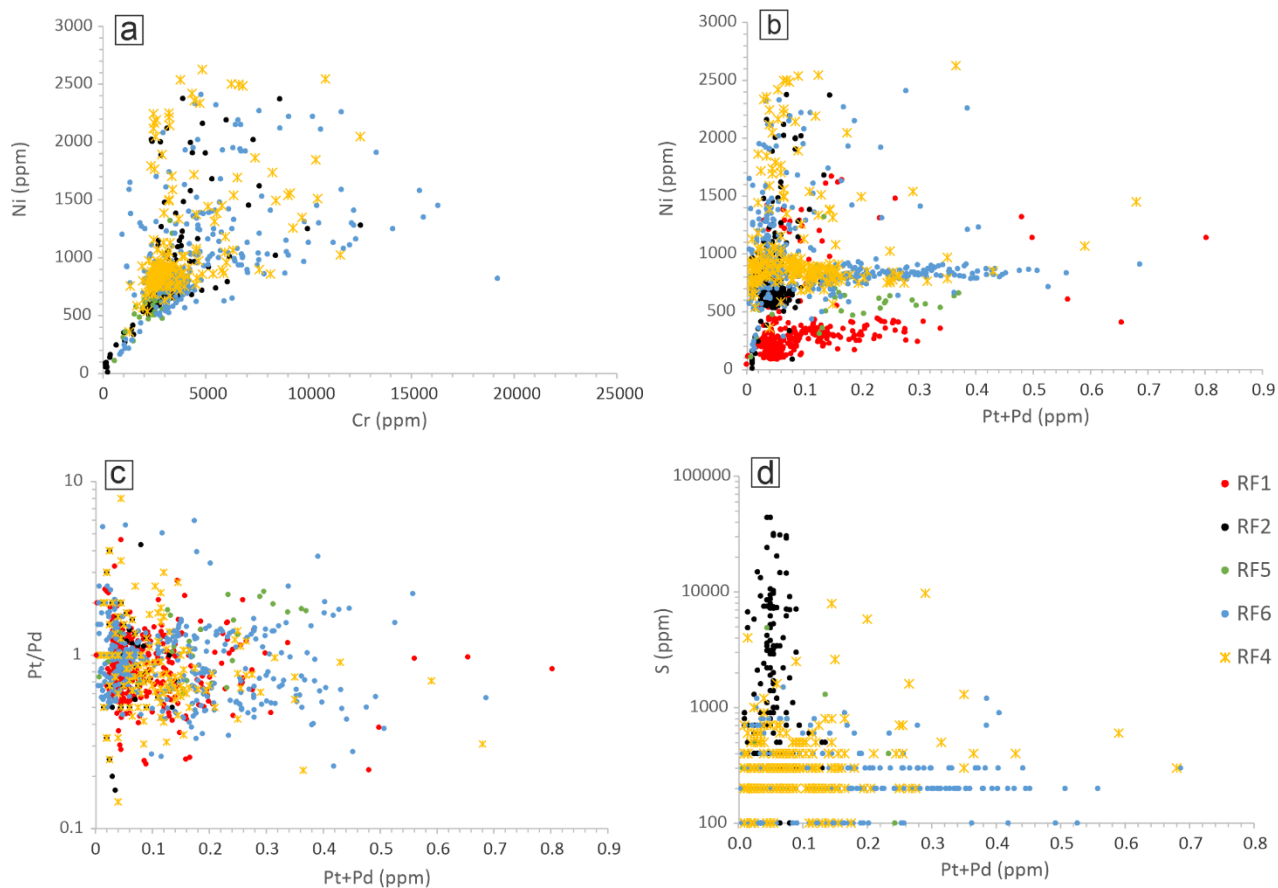 a
3000
2500
2000
1500
1000
500
0
Ni (ppm)
0 5000 10000 15000 20000 25000
Cr (ppm)
b
3000
2500
2000
1500
1000
500
0
Ni (ppm)
0 0.1 0.2 0.3 0.4 0.5 0.6 0.7 0.8 0.9
Pt+Pd (ppm)
c
10
1
0.1
Pt/Pd
0 0.1 0.2 0.3 0.4 0.5 0.6 0.7 0.8 0.9
Pt+Pd (ppm)
d
100000
10000
1000
100
S (ppm)
0.0 0.1 0.2 0.3 0.4 0.5 0.6 0.7 0.8
Pt+Pd (ppm)
RF1
RF2
RF5
RF6
RF4